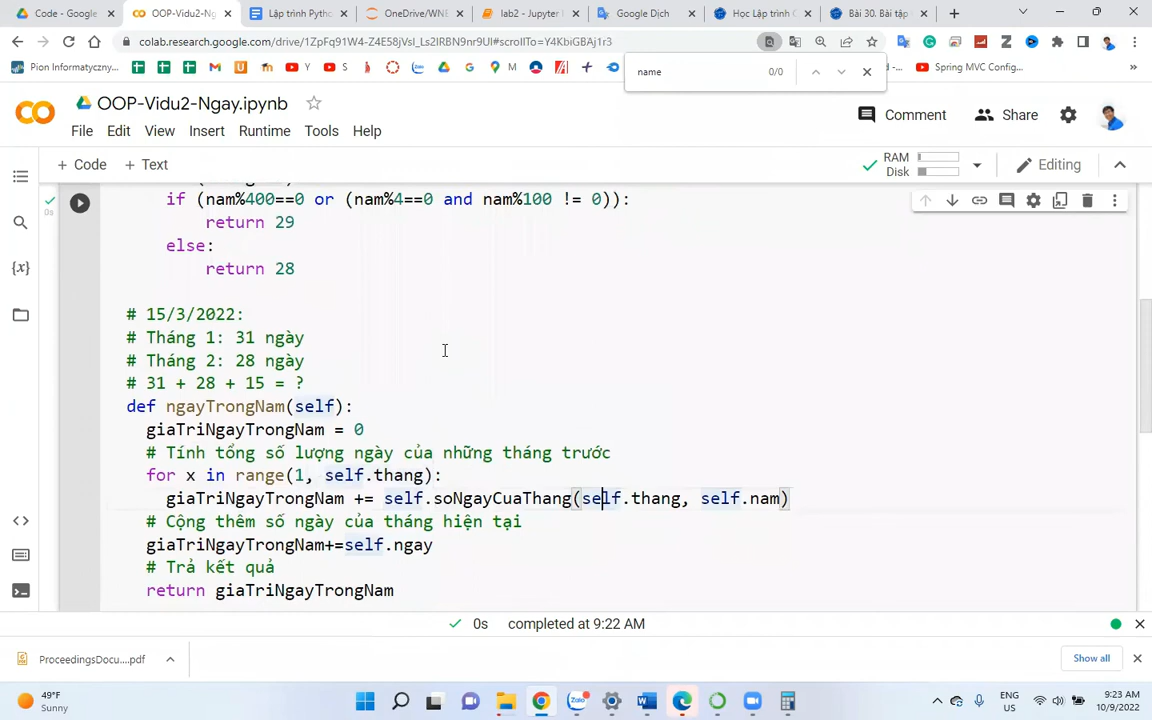 Code - Google
OOP-Vidu2-Ng
Lập trình Pyth
OneDrive/WNE
lab2 - Jupyter
Google Dịch
Học Lập trình C
Bài 30. Bài tập
colab.research.google.com/drive/1ZpFq91W4-Z4E58jVsI_Ls2IRBN9nr9UI#scrollTo=Y4KbiGBAj1r3
Pion Informatyczny...
Y
S
M
Spring MVC Config...
name
0/0
OOP-Vidu2-Ngay.ipynb
Comment
Share
File Edit View Insert Runtime Tools Help
+ Code + Text
RAM
Disk
Editing
if (nam%400==0 or (nam%4==0 and nam%100 != 0)):
return 29
else:
return 28
# 15/3/2022:
# Tháng 1: 31 ngày
# Tháng 2: 28 ngày
# 31 + 28 + 15 = ?
def ngayTrongNam(self):
giaTriNgayTrongNam = 0
# Tính tổng số lượng ngày của những tháng trước
for x in range(1, self.thang):
giaTriNgayTrongNam += self.soNgayCuaThang(self.thang, self.nam)
# Cộng thêm số ngày của tháng hiện tại
giaTriNgayTrongNam+=self.ngay
# Trả kết quả
return giaTriNgayTrongNam
0s
0s completed at 9:22 AM
ProceedingsDocu....pdf
Show all
49°F
Sunny
ENG
US
9:23 AM
10/9/2022